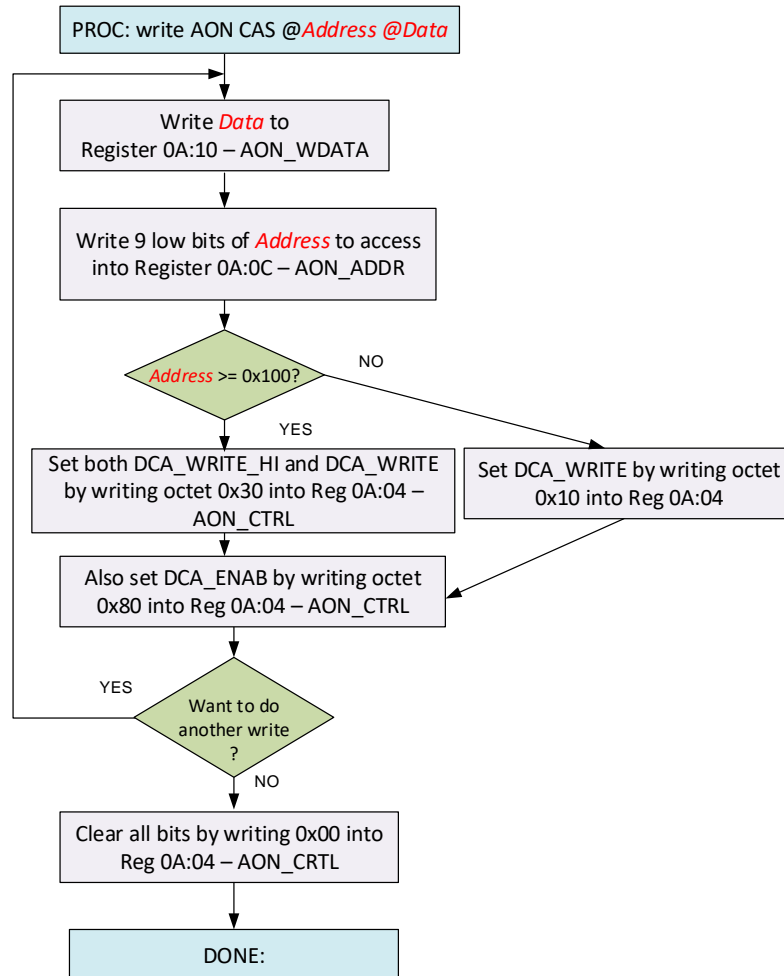 PROC: write AON CAS @Address @Data
Write Data to
Register 0A:10 – AON_WDATA
Write 9 low bits of Address to access
into Register 0A:0C – AON_ADDR
Address >= 0x100?
NO
YES
Set both DCA_WRITE_HI and DCA_WRITE
by writing octet 0x30 into Reg 0A:04 –
AON_CTRL
Set DCA_WRITE by writing octet
0x10 into Reg 0A:04
Also set DCA_ENAB by writing octet
0x80 into Reg 0A:04 – AON_CTRL
YES
Want to do
another write
?
NO
Clear all bits by writing 0x00 into
Reg 0A:04 – AON_CRTL
DONE: